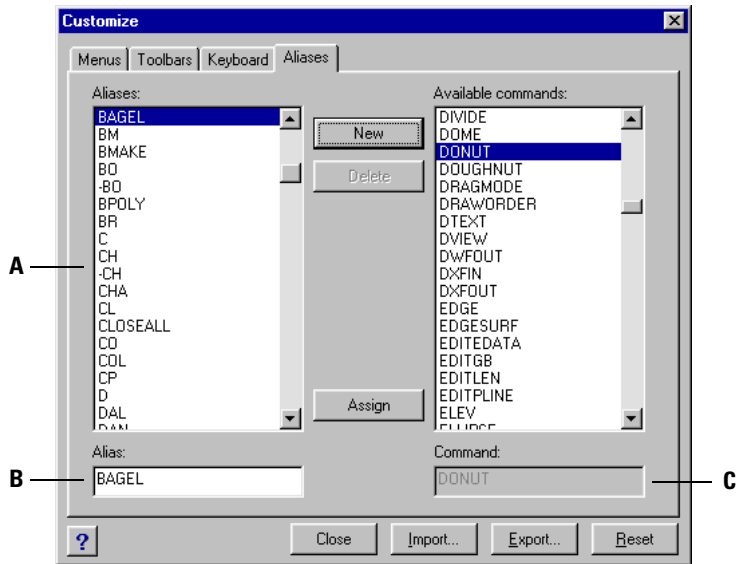 Customize
Menus Toolbars Keyboard Aliases
Aliases:
BAGEL
BM
BMAKE
BO
-BO
BPOLY
BR
C
CH
-CH
CHA
CL
CLOSEALL
CO
COL
CP
D
DAL
DAN
New
Delete
Assign
Available commands:
DIVIDE
DOME
DONUT
DOUGHNUT
DRAGMODE
DRAWORDER
DTEXT
DVIEW
DWFOUT
DXFIN
DXFOUT
EDGE
EDGESURF
EDITEDATA
EDITGB
EDITLEN
EDITPLINE
ELEV
ELLIPSE
A
Alias:
BAGEL
B
Command:
DONUT
C
?
Close Import... Export... Reset